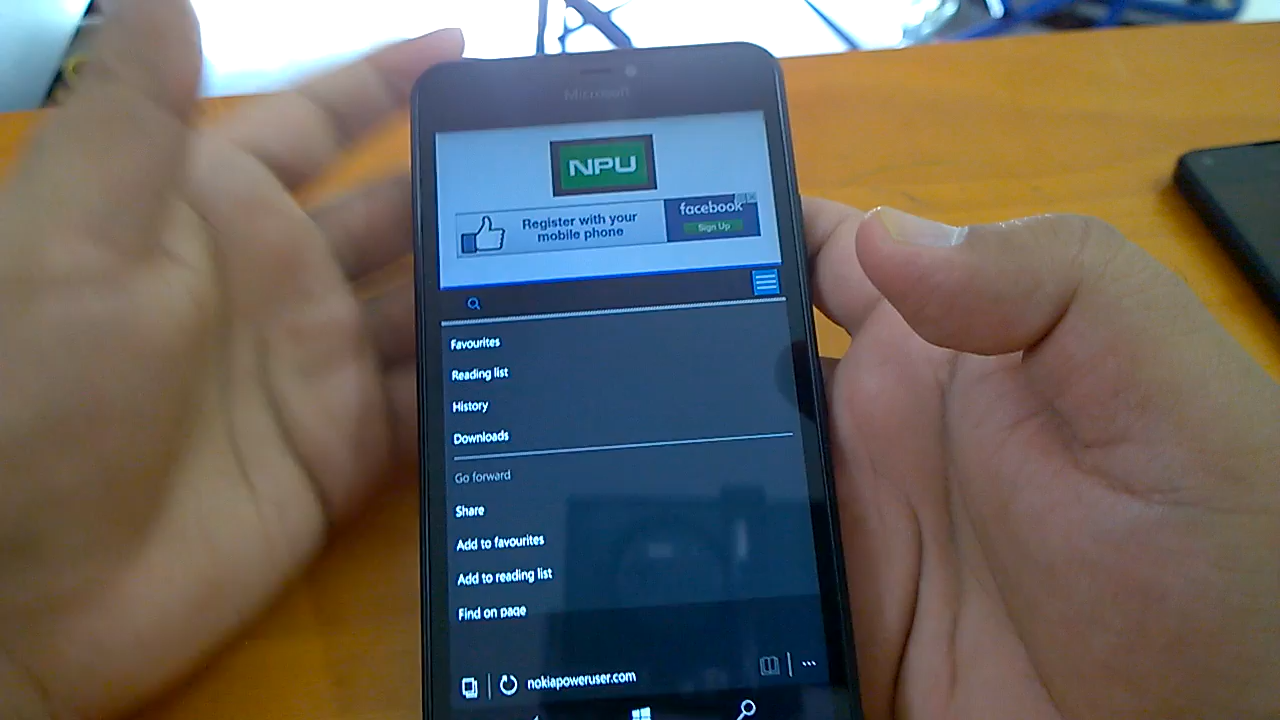 Microsoft
NPU
Register with your
mobile phone
facebook
Sign Up
Favourites
Reading list
History
Downloads
Go forward
Share
Add to favourites
Add to reading list
Find on page
nokiapoweruser.com